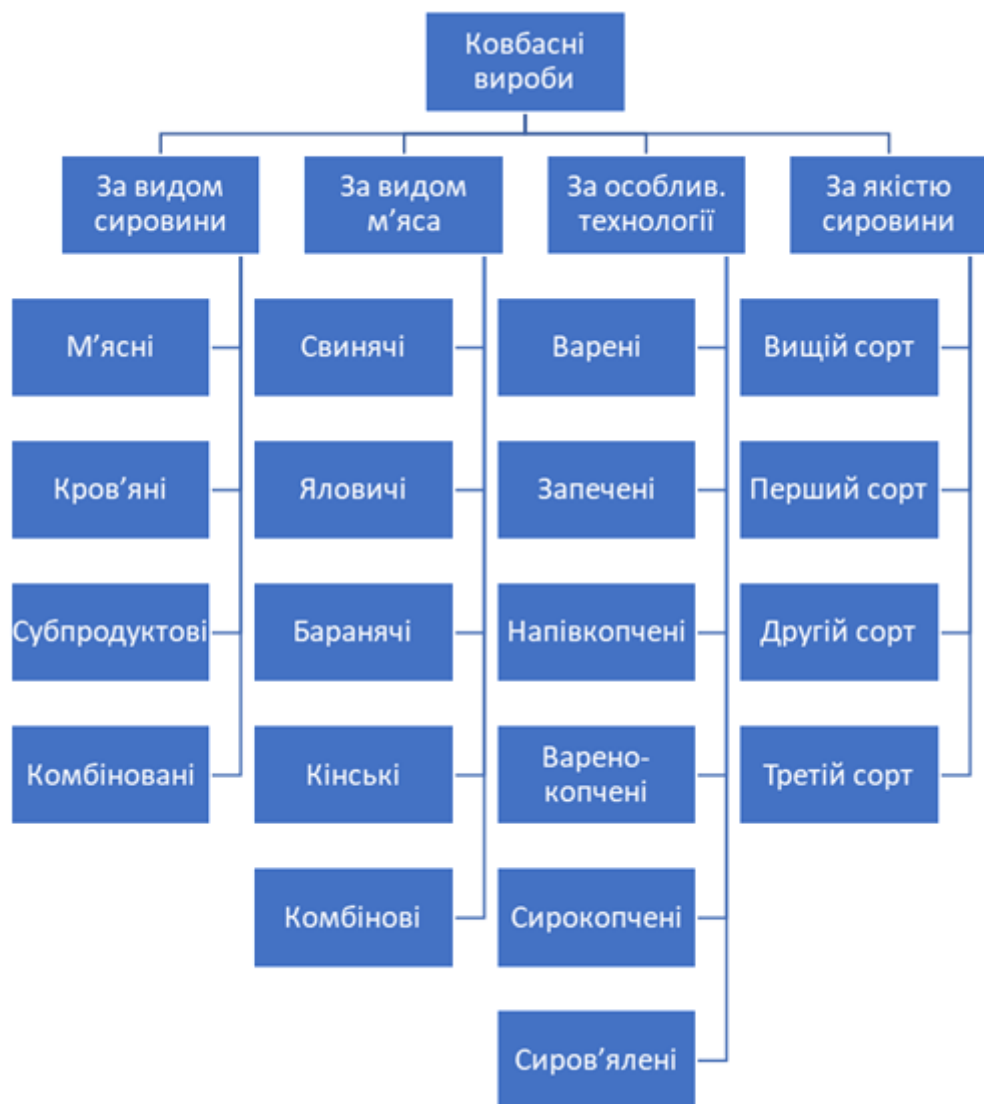 Ковбасні
вироби
За видом
сировини
За видом
м’яса
За особлив.
технології
За якістю
сировини
М’ясні
Свинячі
Варені
Вищій сорт
Кров’яні
Яловичі
Запечені
Перший сорт
Субпродуктові
Баранячі
Напівкопчені
Другій сорт
Комбіновані
Кінські
Варено-
копчені
Третій сорт
Комбінові
Сирокопчені
Сиров’ялені